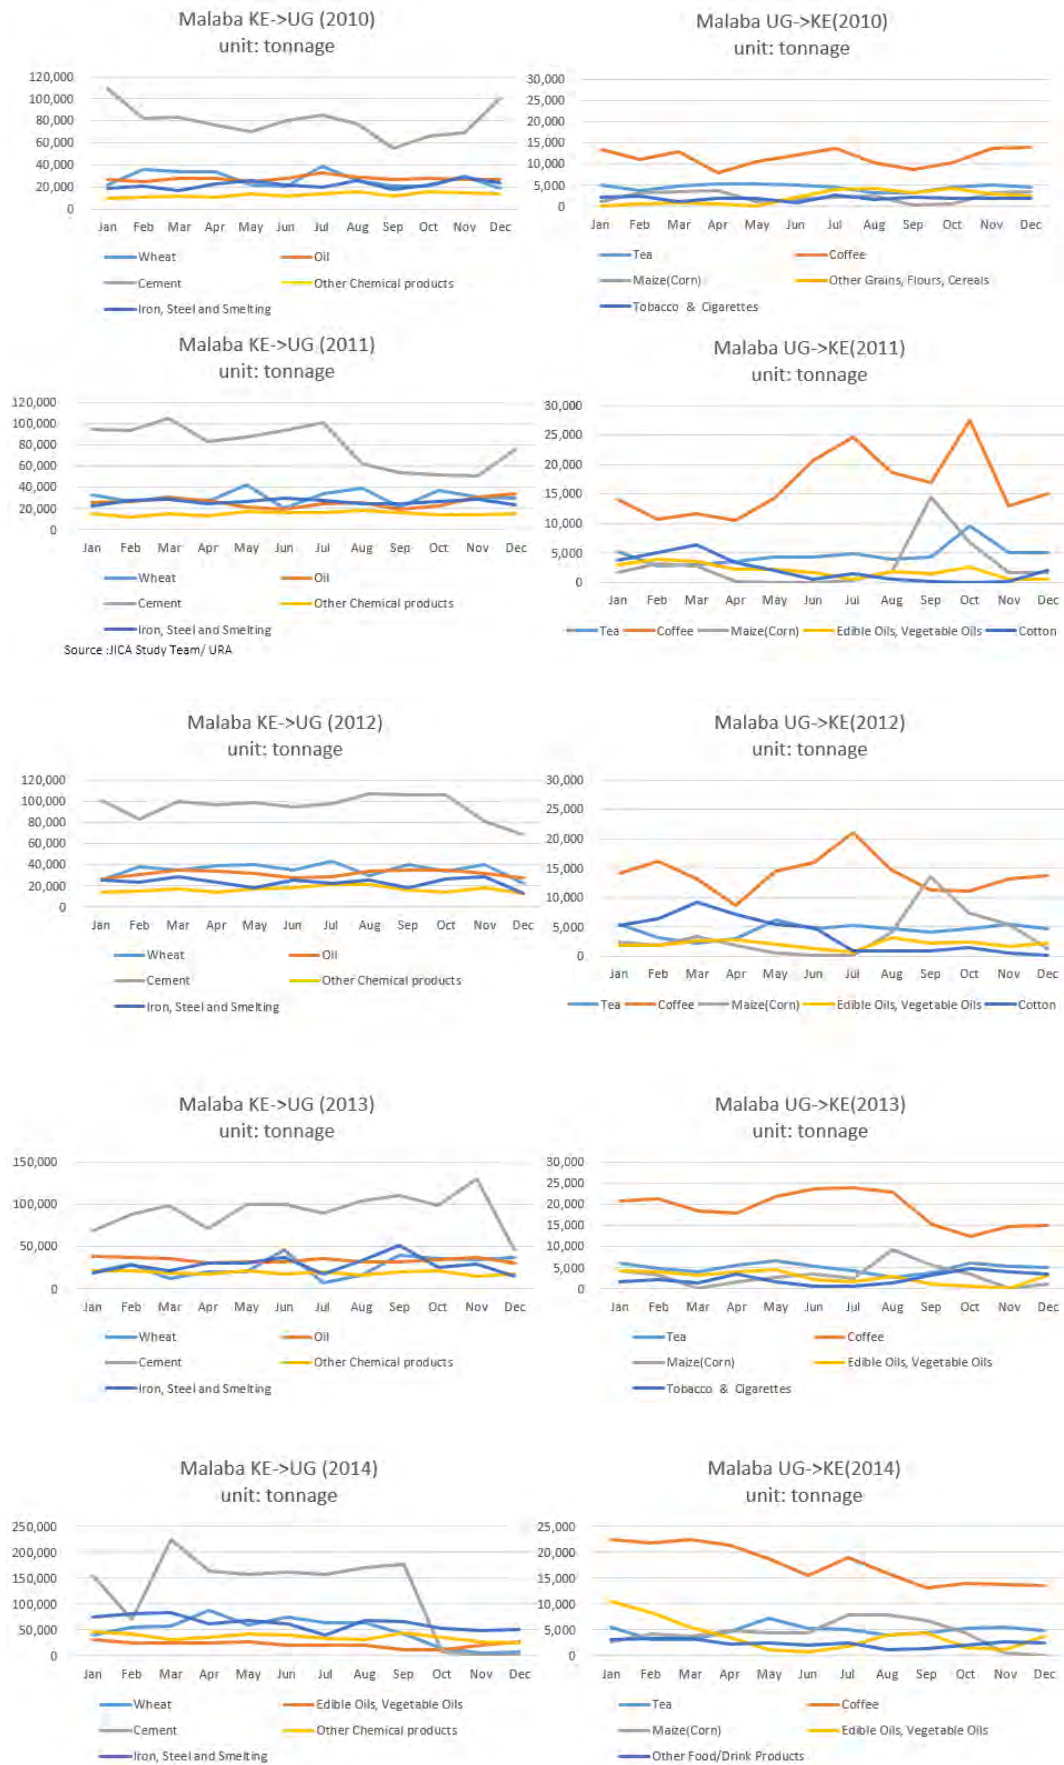 Malaba KE->UG (2010)
unit: tonnage
120,000
100,000
80,000
60,000
40,000
20,000
0
Jan Feb Mar Apr May Jun Jul Aug Sep Oct Nov Dec
Wheat Oil
Cement Other Chemical products
Iron, Steel and Smelting
Malaba UG->KE(2010)
unit: tonnage
30,000
25,000
20,000
15,000
10,000
5,000
0
Jan Feb Mar Apr May Jun Jul Aug Sep Oct Nov Dec
Tea Coffee
Maize(Corn) Other Grains, Flours, Cereals
Tobacco & Cigarettes
Malaba KE->UG (2011)
unit: tonnage
120,000
100,000
80,000
60,000
40,000
20,000
0
Jan Feb Mar Apr May Jun Jul Aug Sep Oct Nov Dec
Wheat Oil
Cement Other Chemical products
Iron, Steel and Smelting
Source :JICA Study Team/ URA
Malaba UG->KE(2011)
unit: tonnage
30,000
25,000
20,000
15,000
10,000
5,000
0
Jan Feb Mar Apr May Jun Jul Aug Sep Oct Nov Dec
Tea Coffee Maize(Corn) Edible Oils, Vegetable Oils Cotton
Malaba KE->UG (2012)
unit: tonnage
120,000
100,000
80,000
60,000
40,000
20,000
0
Jan Feb Mar Apr May Jun Jul Aug Sep Oct Nov Dec
Wheat Oil
Cement Other Chemical products
Iron, Steel and Smelting
Malaba UG->KE(2012)
unit: tonnage
30,000
25,000
20,000
15,000
10,000
5,000
0
Jan Feb Mar Apr May Jun Jul Aug Sep Oct Nov Dec
Tea Coffee Maize(Corn) Edible Oils, Vegetable Oils Cotton
Malaba KE->UG (2013)
unit: tonnage
150,000
100,000
50,000
0
Jan Feb Mar Apr May Jun Jul Aug Sep Oct Nov Dec
Wheat Oil
Cement Other Chemical products
Iron, Steel and Smelting
Malaba UG->KE(2013)
unit: tonnage
30,000
25,000
20,000
15,000
10,000
5,000
0
Jan Feb Mar Apr May Jun Jul Aug Sep Oct Nov Dec
Tea Coffee
Maize(Corn) Edible Oils, Vegetable Oils
Tobacco & Cigarettes
Malaba KE->UG (2014)
unit: tonnage
250,000
200,000
150,000
100,000
50,000
0
Jan Feb Mar Apr May Jun Jul Aug Sep Oct Nov Dec
Wheat Edible Oils, Vegetable Oils
Cement Other Chemical products
Iron, Steel and Smelting
Malaba UG->KE(2014)
unit: tonnage
25,000
20,000
15,000
10,000
5,000
0
Jan Feb Mar Apr May Jun Jul Aug Sep Oct Nov Dec
Tea Coffee
Maize(Corn) Edible Oils, Vegetable Oils
Other Food/Drink Products